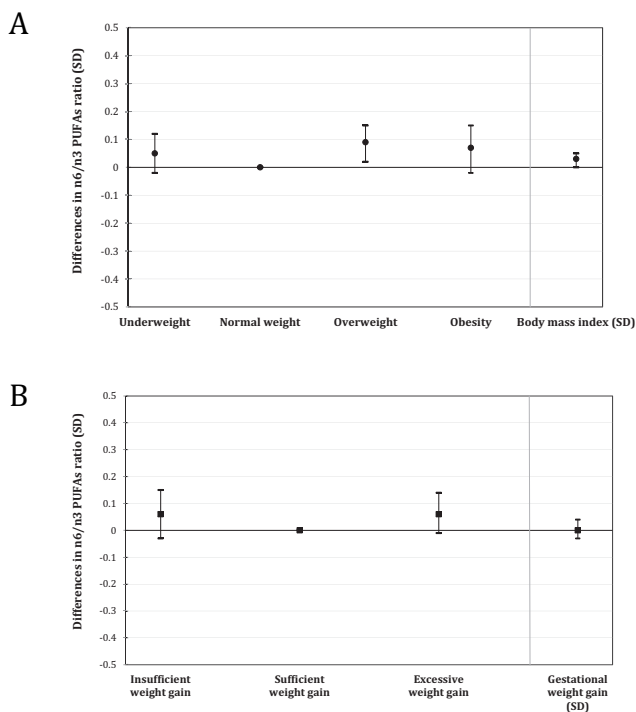 A
Differences in n6/n3 PUFAs ratio (SD)
0.5
0.4
0.3
0.2
0.1
0
-0.1
-0.2
-0.3
-0.4
-0.5
Underweight Normal weight Overweight Obesity Body mass index (SD)
B
Differences in n6/n3 PUFAs ratio (SD)
0.5
0.4
0.3
0.2
0.1
0
-0.1
-0.2
-0.3
-0.4
-0.5
Insufficient Sufficient Excessive Gestational
weight gain weight gain weight gain weight gain
(SD)